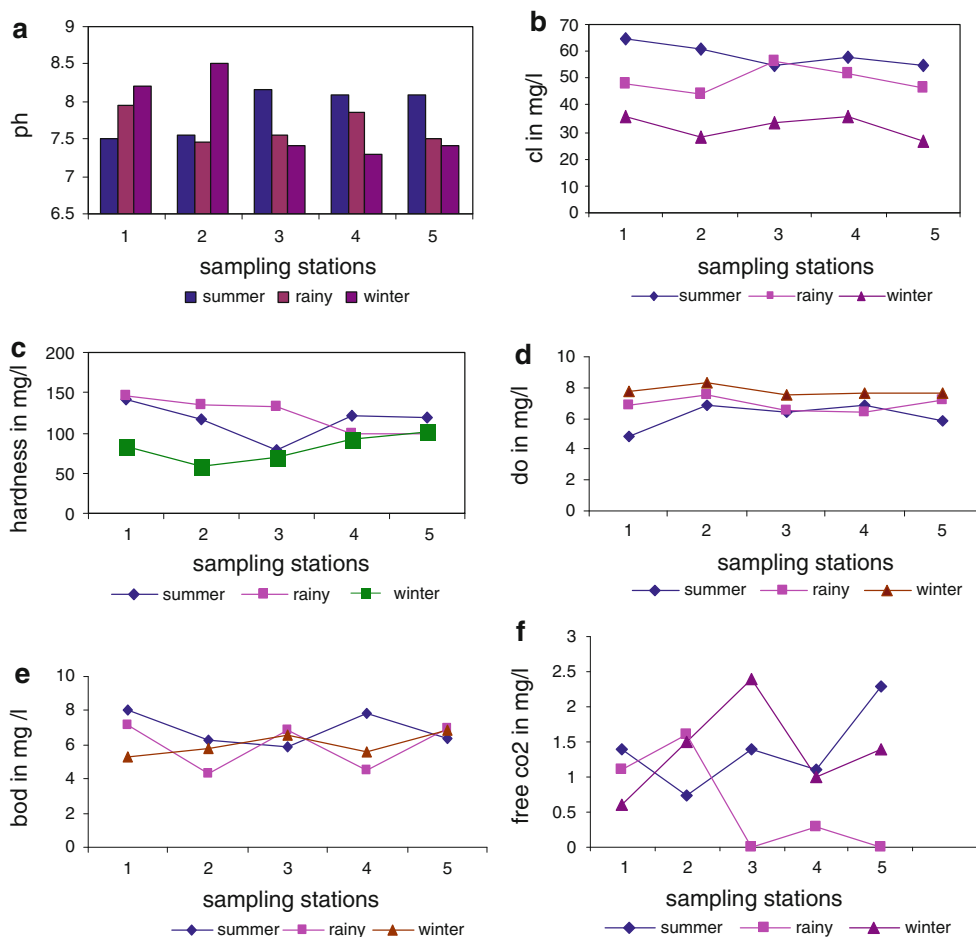 a
9
8.5
8
7.5
7
6.5
ph
1 2 3 4 5
sampling stations
summer rainy winter
b
70
60
50
40
30
20
10
0
cl in mg/l
1 2 3 4 5
sampling stations
summer rainy winter
c
200
150
100
50
0
hardness in mg/l
1 2 3 4 5
sampling stations
summer rainy winter
d
10
8
6
4
2
0
do in mg/l
1 2 3 4 5
sampling stations
summer rainy winter
e
10
8
6
4
2
0
bod in mg /l
1 2 3 4 5
sampling stations
summer rainy winter
f
3
2.5
2
1.5
1
0.5
0
free co2 in mg/l
1 2 3 4 5
sampling stations
summer rainy winter